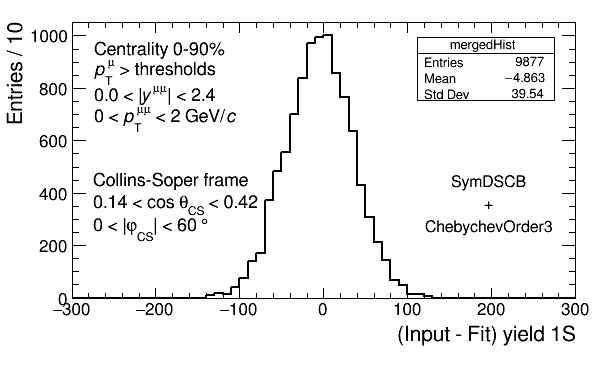 Entries / 10
1000
800
600
400
200
0
Centrality 0-90%
p_T^μ > thresholds
0.0 < |y^μμ| < 2.4
0 < p_T^μμ < 2 GeV/c
Collins-Soper frame
0.14 < cos θ_CS < 0.42
0 < |φ_CS| < 60 °
mergedHist
Entries 9877
Mean −4.863
Std Dev 39.54
SymDSCB
+
ChebychevOrder3
−300 −200 −100 0 100 200 300
(Input - Fit) yield 1S